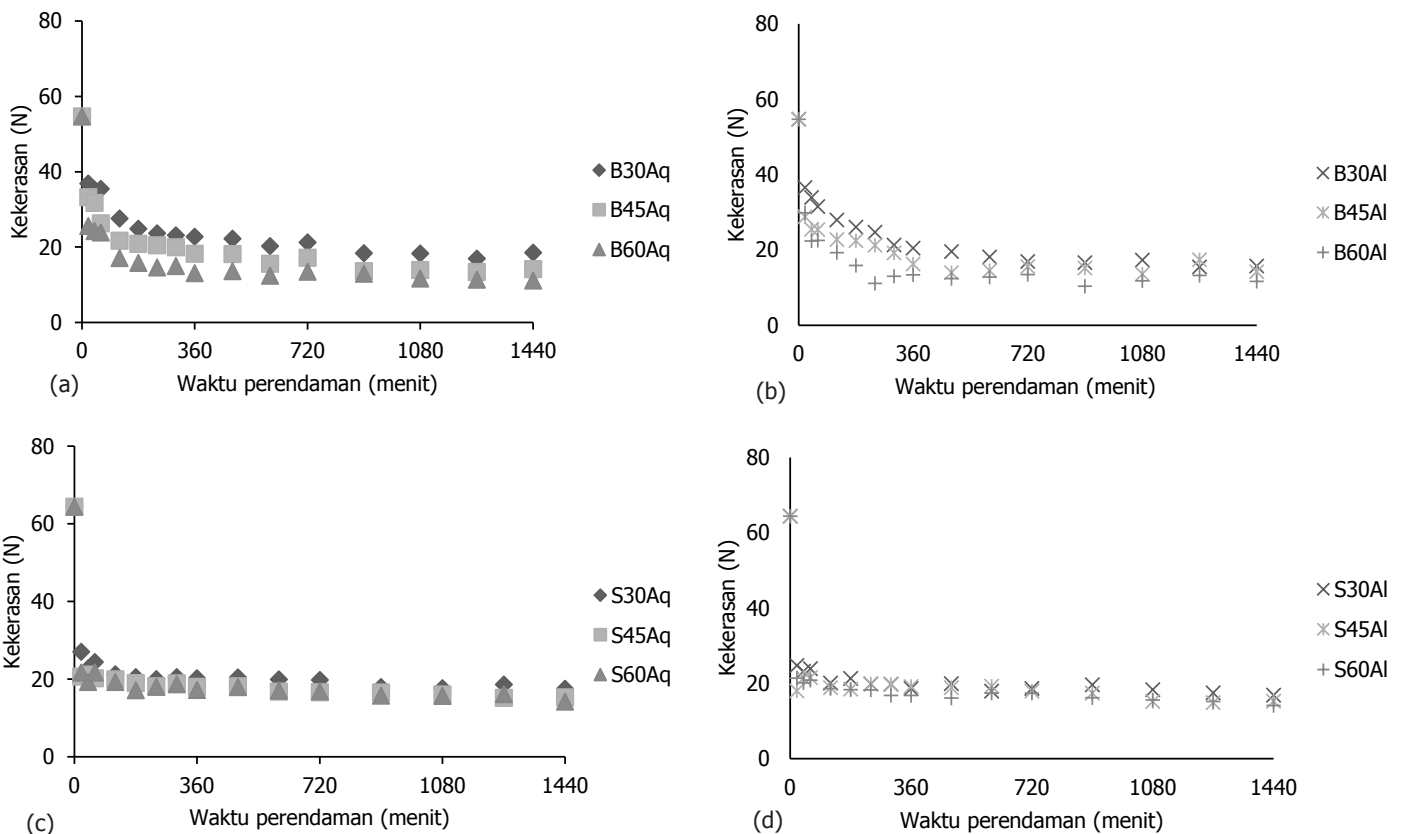 80
60
40
20
0
Kekerasan (N)
0 360 720 1080 1440
Waktu perendaman (menit)
B30Aq
B45Aq
B60Aq
(a)
80
60
40
20
0
Kekerasan (N)
0 360 720 1080 1440
Waktu perendaman (menit)
B30Al
B45Al
B60Al
(b)
80
60
40
20
0
Kekerasan (N)
0 360 720 1080 1440
Waktu perendaman (menit)
S30Aq
S45Aq
S60Aq
(c)
80
60
40
20
0
Kekerasan (N)
0 360 720 1080 1440
Waktu perendaman (menit)
S30Al
S45Al
S60Al
(d)